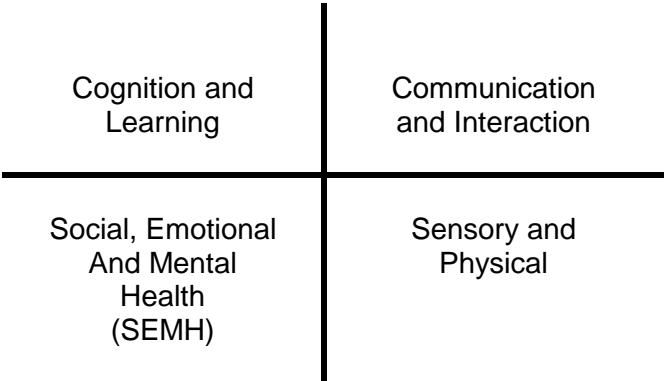 Cognition and
Learning
Communication
and Interaction
Social, Emotional
And Mental
Health
(SEMH)
Sensory and
Physical